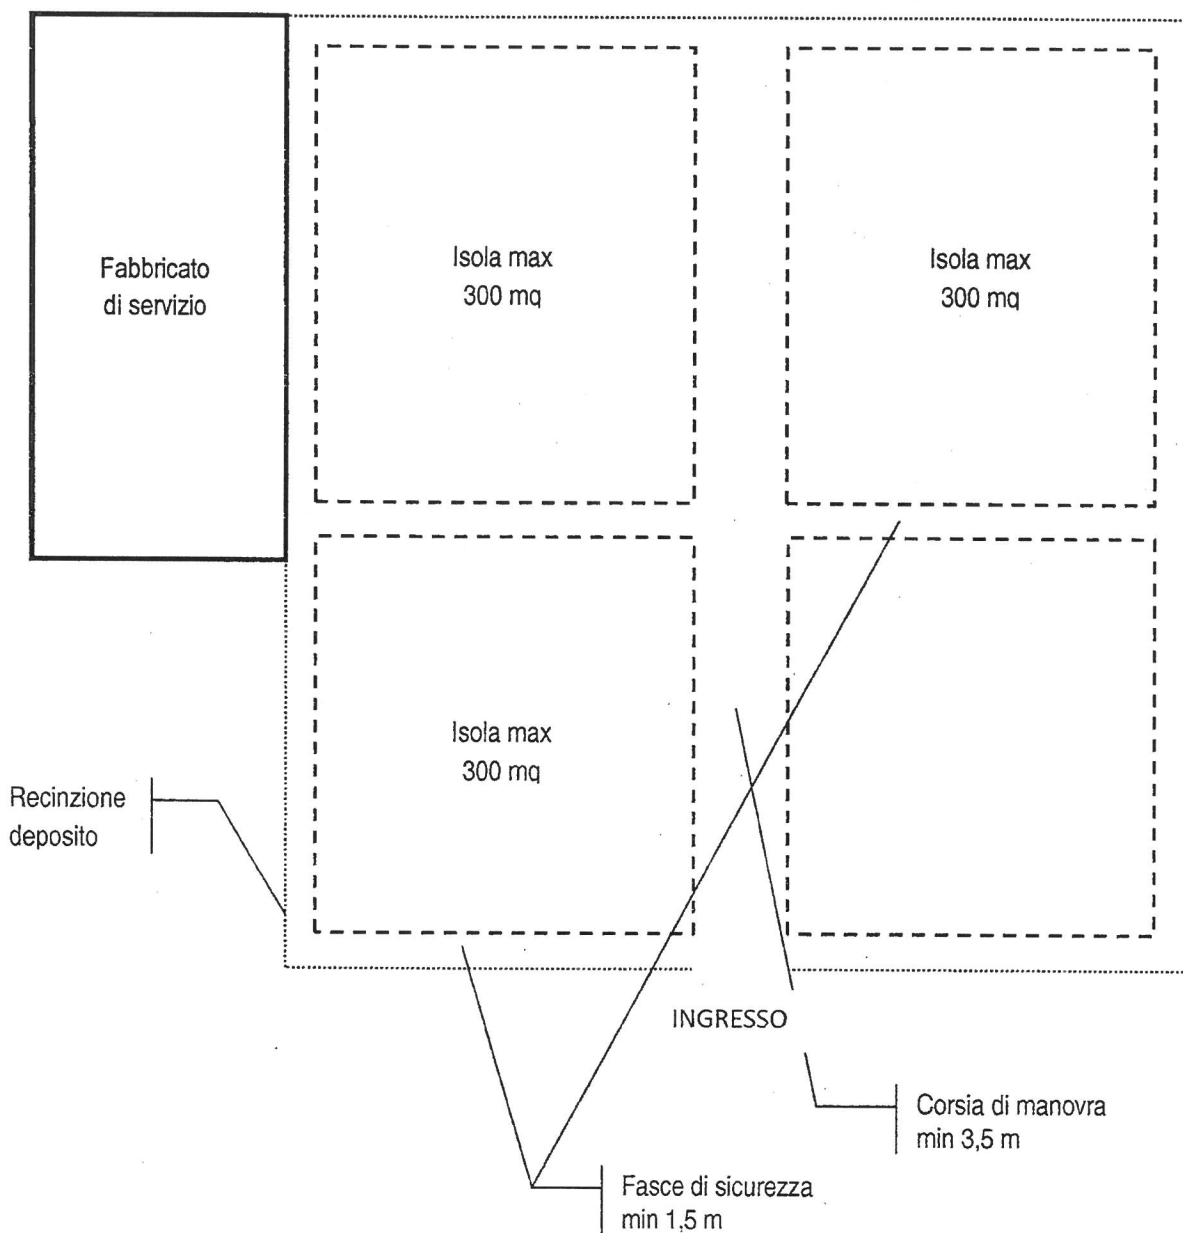 Fabbricato
di servizio
Isola max
300 mq
Isola max
300 mq
Isola max
300 mq
Recinzione
deposito
INGRESSO
Corsia di manovra
min 3,5 m
Fasce di sicurezza
min 1,5 m